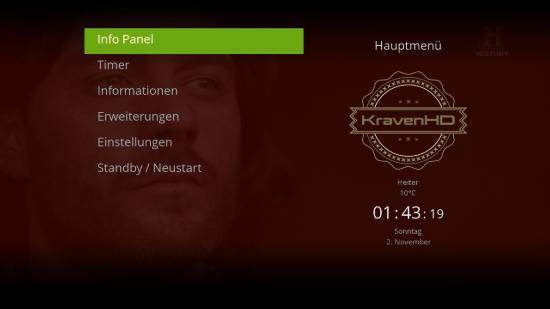 Info Panel
Timer
Informationen
Erweiterungen
Einstellungen
Standby / Neustart
Hauptmenü
HISTORY
KravenHD
Heiter
10°C
01:43:19
Sonntag
2. November